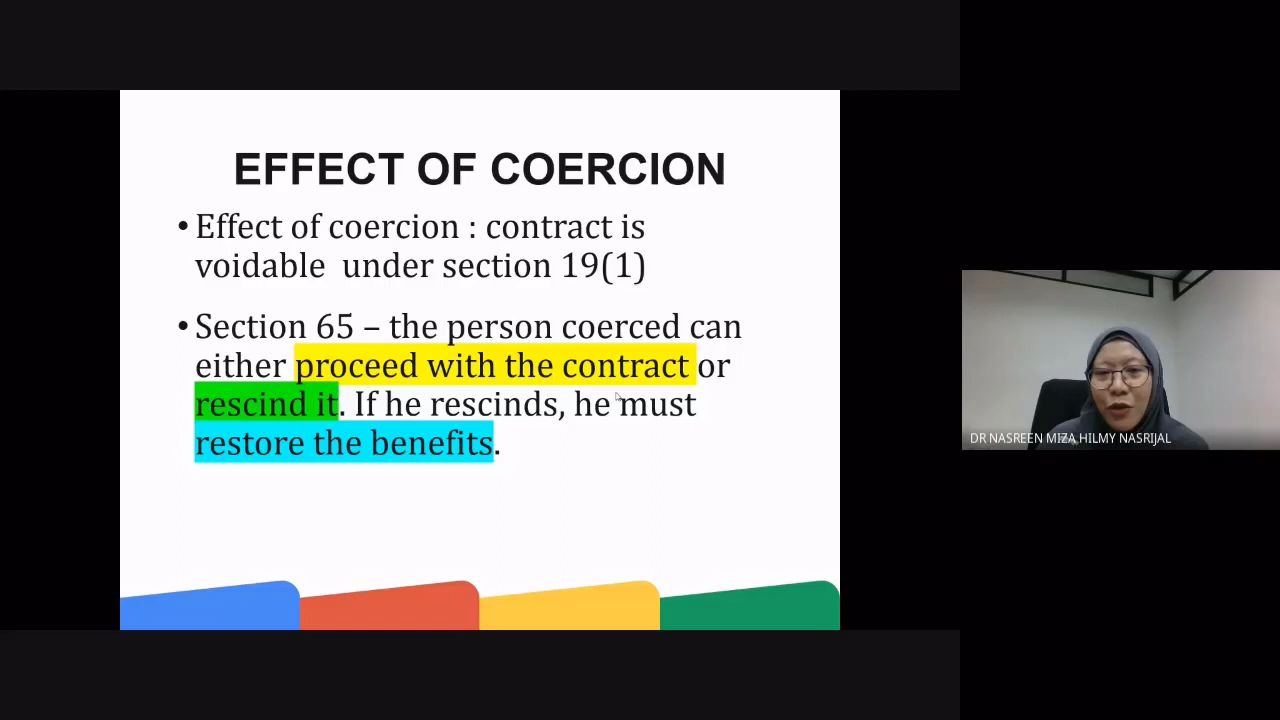 EFFECT OF COERCION
• Effect of coercion : contract is
voidable under section 19(1)
• Section 65 – the person coerced can
either proceed with the contract or
rescind it. If he rescinds, he must
restore the benefits.
DR NASREEN MIZA HILMY NASRIJAL